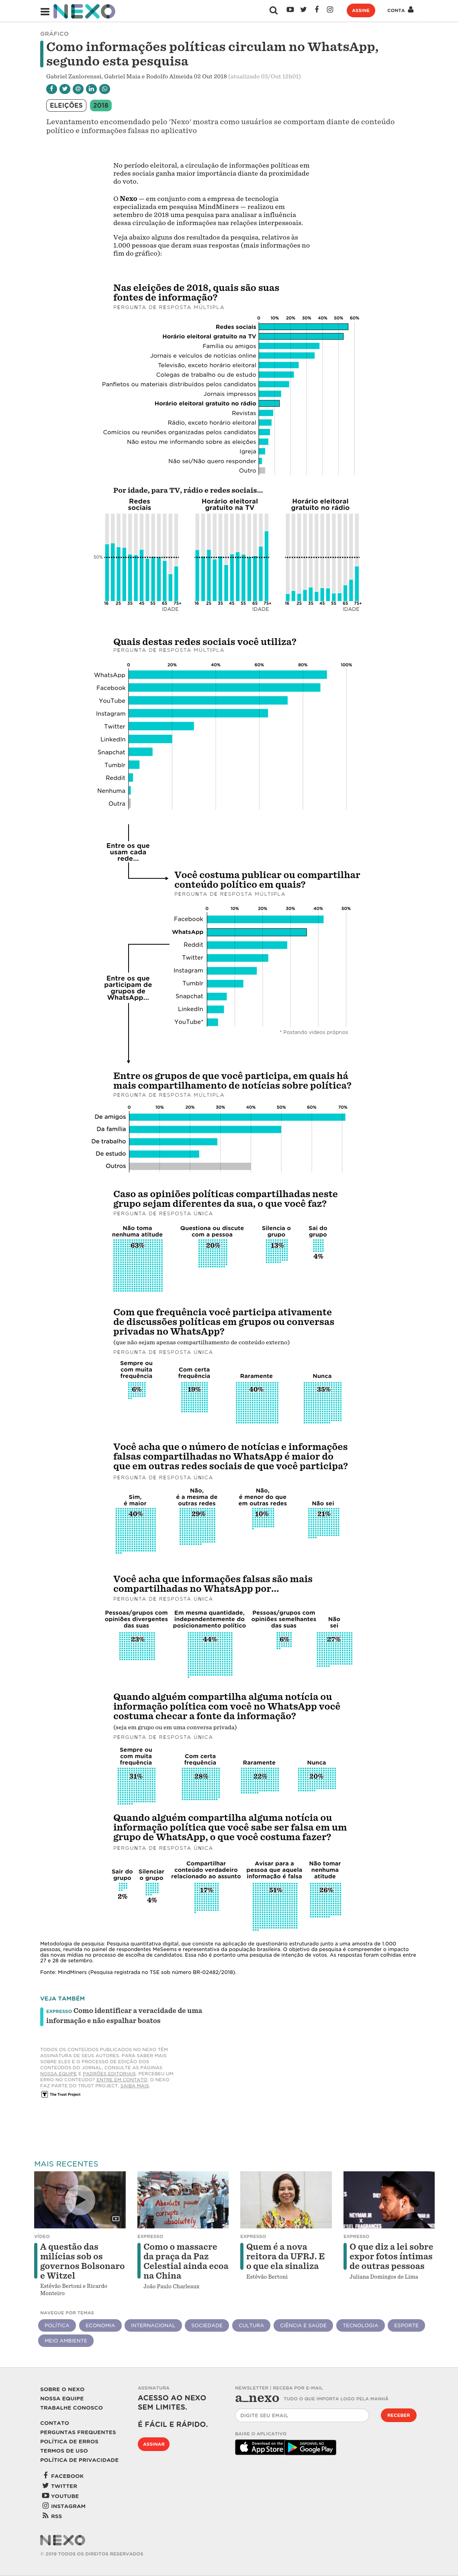 NEXO
ASSINE
CONTA
GRÁFICO
Como informações políticas circulam no WhatsApp,
segundo esta pesquisa
Gabriel Zanlorenssi, Gabriel Maia e Rodolfo Almeida 02 Out 2018 (atualizado 03/Out 12h01)
ELEIÇÕES 2018
Levantamento encomendado pelo 'Nexo' mostra como usuários se comportam diante de conteúdo
político e informações falsas no aplicativo
No período eleitoral, a circulação de informações políticas em
redes sociais ganha maior importância diante da proximidade
do voto.
O Nexo — em conjunto com a empresa de tecnologia
especializada em pesquisa MindMiners — realizou em
setembro de 2018 uma pesquisa para analisar a influência
dessa circulação de informações nas relações interpessoais.
Veja abaixo alguns dos resultados da pesquisa, relativos às
1.000 pessoas que deram suas respostas (mais informações no
fim do gráfico):
Nas eleições de 2018, quais são suas
fontes de informação?
PERGUNTA DE RESPOSTA MÚLTIPLA
0 10% 20% 30% 40% 50% 60%
Redes sociais
Horário eleitoral gratuito na TV
Família ou amigos
Jornais e veículos de notícias online
Televisão, exceto horário eleitoral
Colegas de trabalho ou de estudo
Panfletos ou materiais distribuídos pelos candidatos
Jornais impressos
Horário eleitoral gratuito no rádio
Revistas
Rádio, exceto horário eleitoral
Comícios ou reuniões organizadas pelos candidatos
Não estou me informando sobre as eleições
Igreja
Não sei/Não quero responder
Outro
Por idade, para TV, rádio e redes sociais...
Redes
sociais
Horário eleitoral
gratuito na TV
Horário eleitoral
gratuito no rádio
50%
16 25 35 45 55 65 75+
IDADE
16 25 35 45 55 65 75+
IDADE
16 25 35 45 55 65 75+
IDADE
Quais destas redes sociais você utiliza?
PERGUNTA DE RESPOSTA MÚLTIPLA
0 20% 40% 60% 80% 100%
WhatsApp
Facebook
YouTube
Instagram
Twitter
LinkedIn
Snapchat
Tumblr
Reddit
Nenhuma
Outra
Entre os que
usam cada
rede...
Você costuma publicar ou compartilhar
conteúdo político em quais?
PERGUNTA DE RESPOSTA MÚLTIPLA
0 10% 20% 30% 40% 50%
Facebook
WhatsApp
Reddit
Twitter
Instagram
Tumblr
Snapchat
LinkedIn
YouTube*
* Postando vídeos próprios
Entre os que
participam de
grupos de
WhatsApp...
Entre os grupos de que você participa, em quais há
mais compartilhamento de notícias sobre política?
PERGUNTA DE RESPOSTA MÚLTIPLA
0 10% 20% 30% 40% 50% 60% 70%
De amigos
Da família
De trabalho
De estudo
Outros
Caso as opiniões políticas compartilhadas neste
grupo sejam diferentes da sua, o que você faz?
PERGUNTA DE RESPOSTA ÚNICA
Não toma
nenhuma atitude
63%
Questiona ou discute
com a pessoa
20%
Silencia o
grupo
13%
Sai do
grupo
4%
Com que frequência você participa ativamente
de discussões políticas em grupos ou conversas
privadas no WhatsApp?
(que não sejam apenas compartilhamento de conteúdo externo)
PERGUNTA DE RESPOSTA ÚNICA
Sempre ou
com muita
frequência
6%
Com certa
frequência
19%
Raramente
40%
Nunca
35%
Você acha que o número de notícias e informações
falsas compartilhadas no WhatsApp é maior do
que em outras redes sociais de que você participa?
PERGUNTA DE RESPOSTA ÚNICA
Sim,
é maior
40%
Não,
é a mesma de
outras redes
29%
Não,
é menor do que
em outras redes
10%
Não sei
21%
Você acha que informações falsas são mais
compartilhadas no WhatsApp por...
PERGUNTA DE RESPOSTA ÚNICA
Pessoas/grupos com
opiniões divergentes
das suas
23%
Em mesma quantidade,
independentemente do
posicionamento político
44%
Pessoas/grupos com
opiniões semelhantes
das suas
6%
Não
sei
27%
Quando alguém compartilha alguma notícia ou
informação política com você no WhatsApp você
costuma checar a fonte da informação?
(seja em grupo ou em uma conversa privada)
PERGUNTA DE RESPOSTA ÚNICA
Sempre ou
com muita
frequência
31%
Com certa
frequência
28%
Raramente
22%
Nunca
20%
Quando alguém compartilha alguma notícia ou
informação política que você sabe ser falsa em um
grupo de WhatsApp, o que você costuma fazer?
PERGUNTA DE RESPOSTA ÚNICA
Sair do
grupo
2%
Silenciar
o grupo
4%
Compartilhar
conteúdo verdadeiro
relacionado ao assunto
17%
Avisar para a
pessoa que aquela
informação é falsa
51%
Não tomar
nenhuma
atitude
26%
Metodologia de pesquisa: Pesquisa quantitativa digital, que consiste na aplicação de questionário estruturado junto a uma amostra de 1.000
pessoas, reunida no painel de respondentes MeSeems e representativa da população brasileira. O objetivo da pesquisa é compreender o impacto
das novas mídias no processo de escolha de candidatos. Essa não é portanto uma pesquisa de intenção de votos. As respostas foram colhidas entre
27 e 28 de setembro.
Fonte: MindMiners (Pesquisa registrada no TSE sob número BR-02482/2018).
VEJA TAMBÉM
EXPRESSO Como identificar a veracidade de uma
informação e não espalhar boatos
TODOS OS CONTEÚDOS PUBLICADOS NO NEXO TÊM
ASSINATURA DE SEUS AUTORES. PARA SABER MAIS
SOBRE ELES E O PROCESSO DE EDIÇÃO DOS
CONTEÚDOS DO JORNAL, CONSULTE AS PÁGINAS
NOSSA EQUIPE E PADRÕES EDITORIAIS. PERCEBEU UM
ERRO NO CONTEÚDO? ENTRE EM CONTATO. O NEXO
FAZ PARTE DO TRUST PROJECT. SAIBA MAIS.
T The Trust Project
MAIS RECENTES
Absolute power
corrupts
absolutely
VÍDEO
A questão das
milícias sob os
governos Bolsonaro
e Witzel
Estêvão Bertoni e Ricardo
Monteiro
EXPRESSO
Como o massacre
da praça da Paz
Celestial ainda ecoa
na China
João Paulo Charleaux
EXPRESSO
Quem é a nova
reitora da UFRJ. E
o que ela sinaliza
Estêvão Bertoni
EXPRESSO
O que diz a lei sobre
expor fotos íntimas
de outras pessoas
Juliana Domingos de Lima
NAVEGUE POR TEMAS
POLÍTICA ECONOMIA INTERNACIONAL SOCIEDADE CULTURA CIÊNCIA E SAÚDE TECNOLOGIA ESPORTE
MEIO AMBIENTE
SOBRE O NEXO
NOSSA EQUIPE
TRABALHE CONOSCO
CONTATO
PERGUNTAS FREQUENTES
POLÍTICA DE ERROS
TERMOS DE USO
POLÍTICA DE PRIVACIDADE
FACEBOOK
TWITTER
YOUTUBE
INSTAGRAM
RSS
ASSINATURA
ACESSO AO NEXO
SEM LIMITES.
É FÁCIL E RÁPIDO.
ASSINAR
NEWSLETTER | RECEBA POR E-MAIL
a_nexo TUDO O QUE IMPORTA LOGO PELA MANHÃ
DIGITE SEU EMAIL RECEBER
BAIXE O APLICATIVO
Download on the App Store
DISPONÍVEL NO Google Play
NEXO
© 2019 TODOS OS DIREITOS RESERVADOS